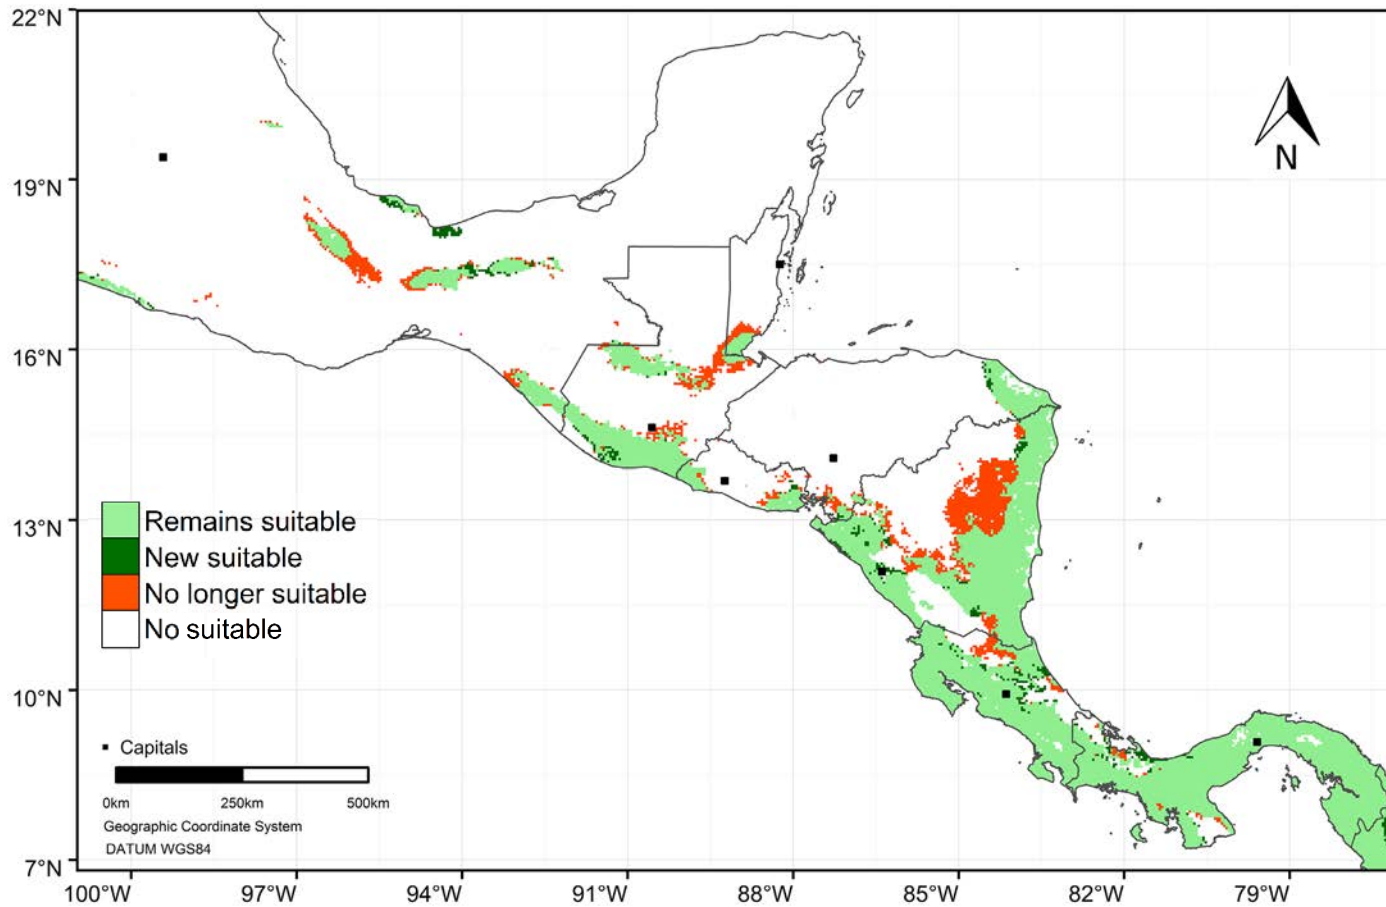 22°N
19°N
16°N
13°N
10°N
7°N
N
Remains suitable
New suitable
No longer suitable
No suitable
Capitals
0km 250km 500km
Geographic Coordinate System
DATUM WGS84
100°W 97°W 94°W 91°W 88°W 85°W 82°W 79°W